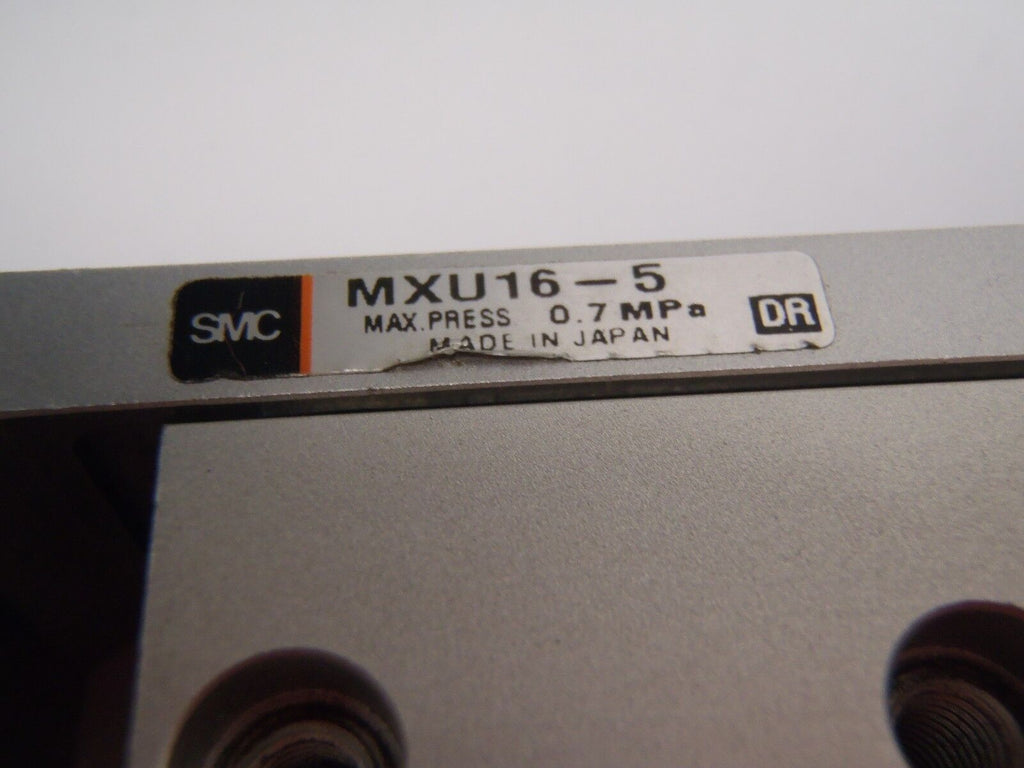 SMC
MXU16-5
MAX.PRESS 0.7MPa
MADE IN JAPAN
DR